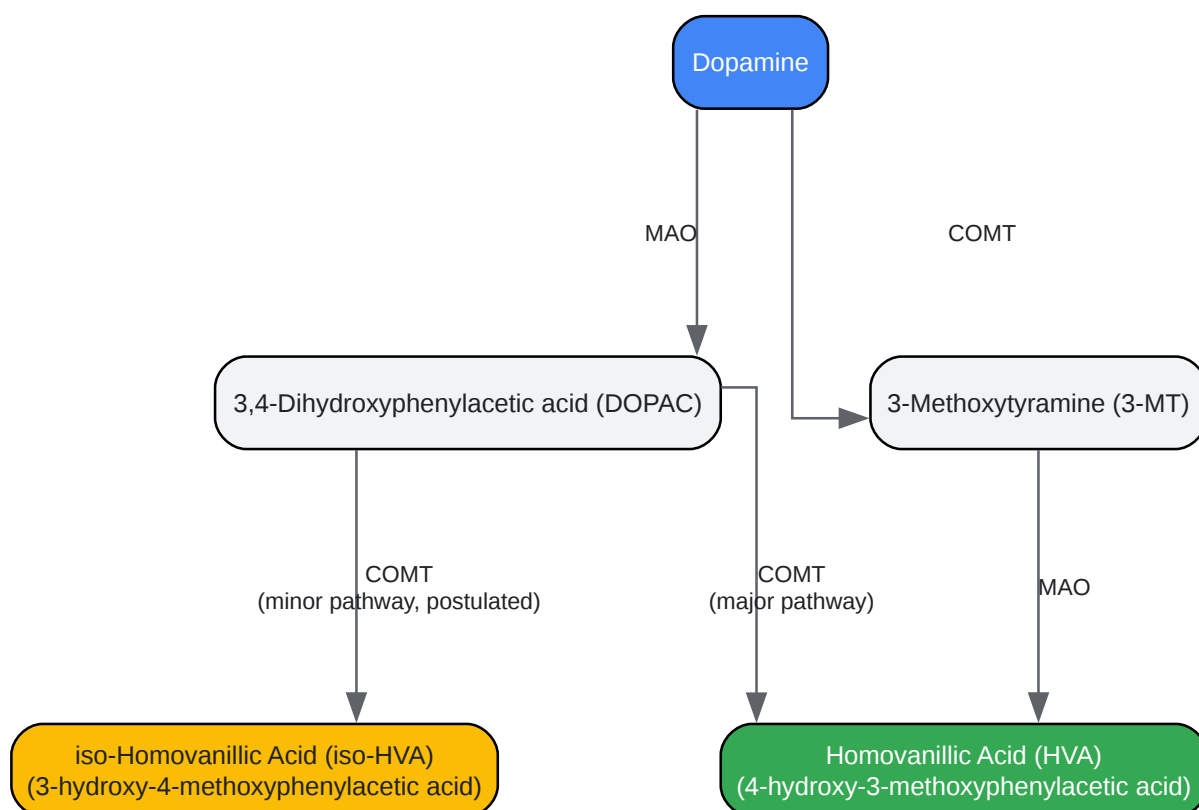 Dopamine
MAO
COMT
3,4-Dihydroxyphenylacetic acid (DOPAC)
3-Methoxytyramine (3-MT)
COMT
(minor pathway, postulated)
COMT
(major pathway)
MAO
iso-Homovanillic Acid (iso-HVA)
(3-hydroxy-4-methoxyphenylacetic acid)
Homovanillic Acid (HVA)
(4-hydroxy-3-methoxyphenylacetic acid)